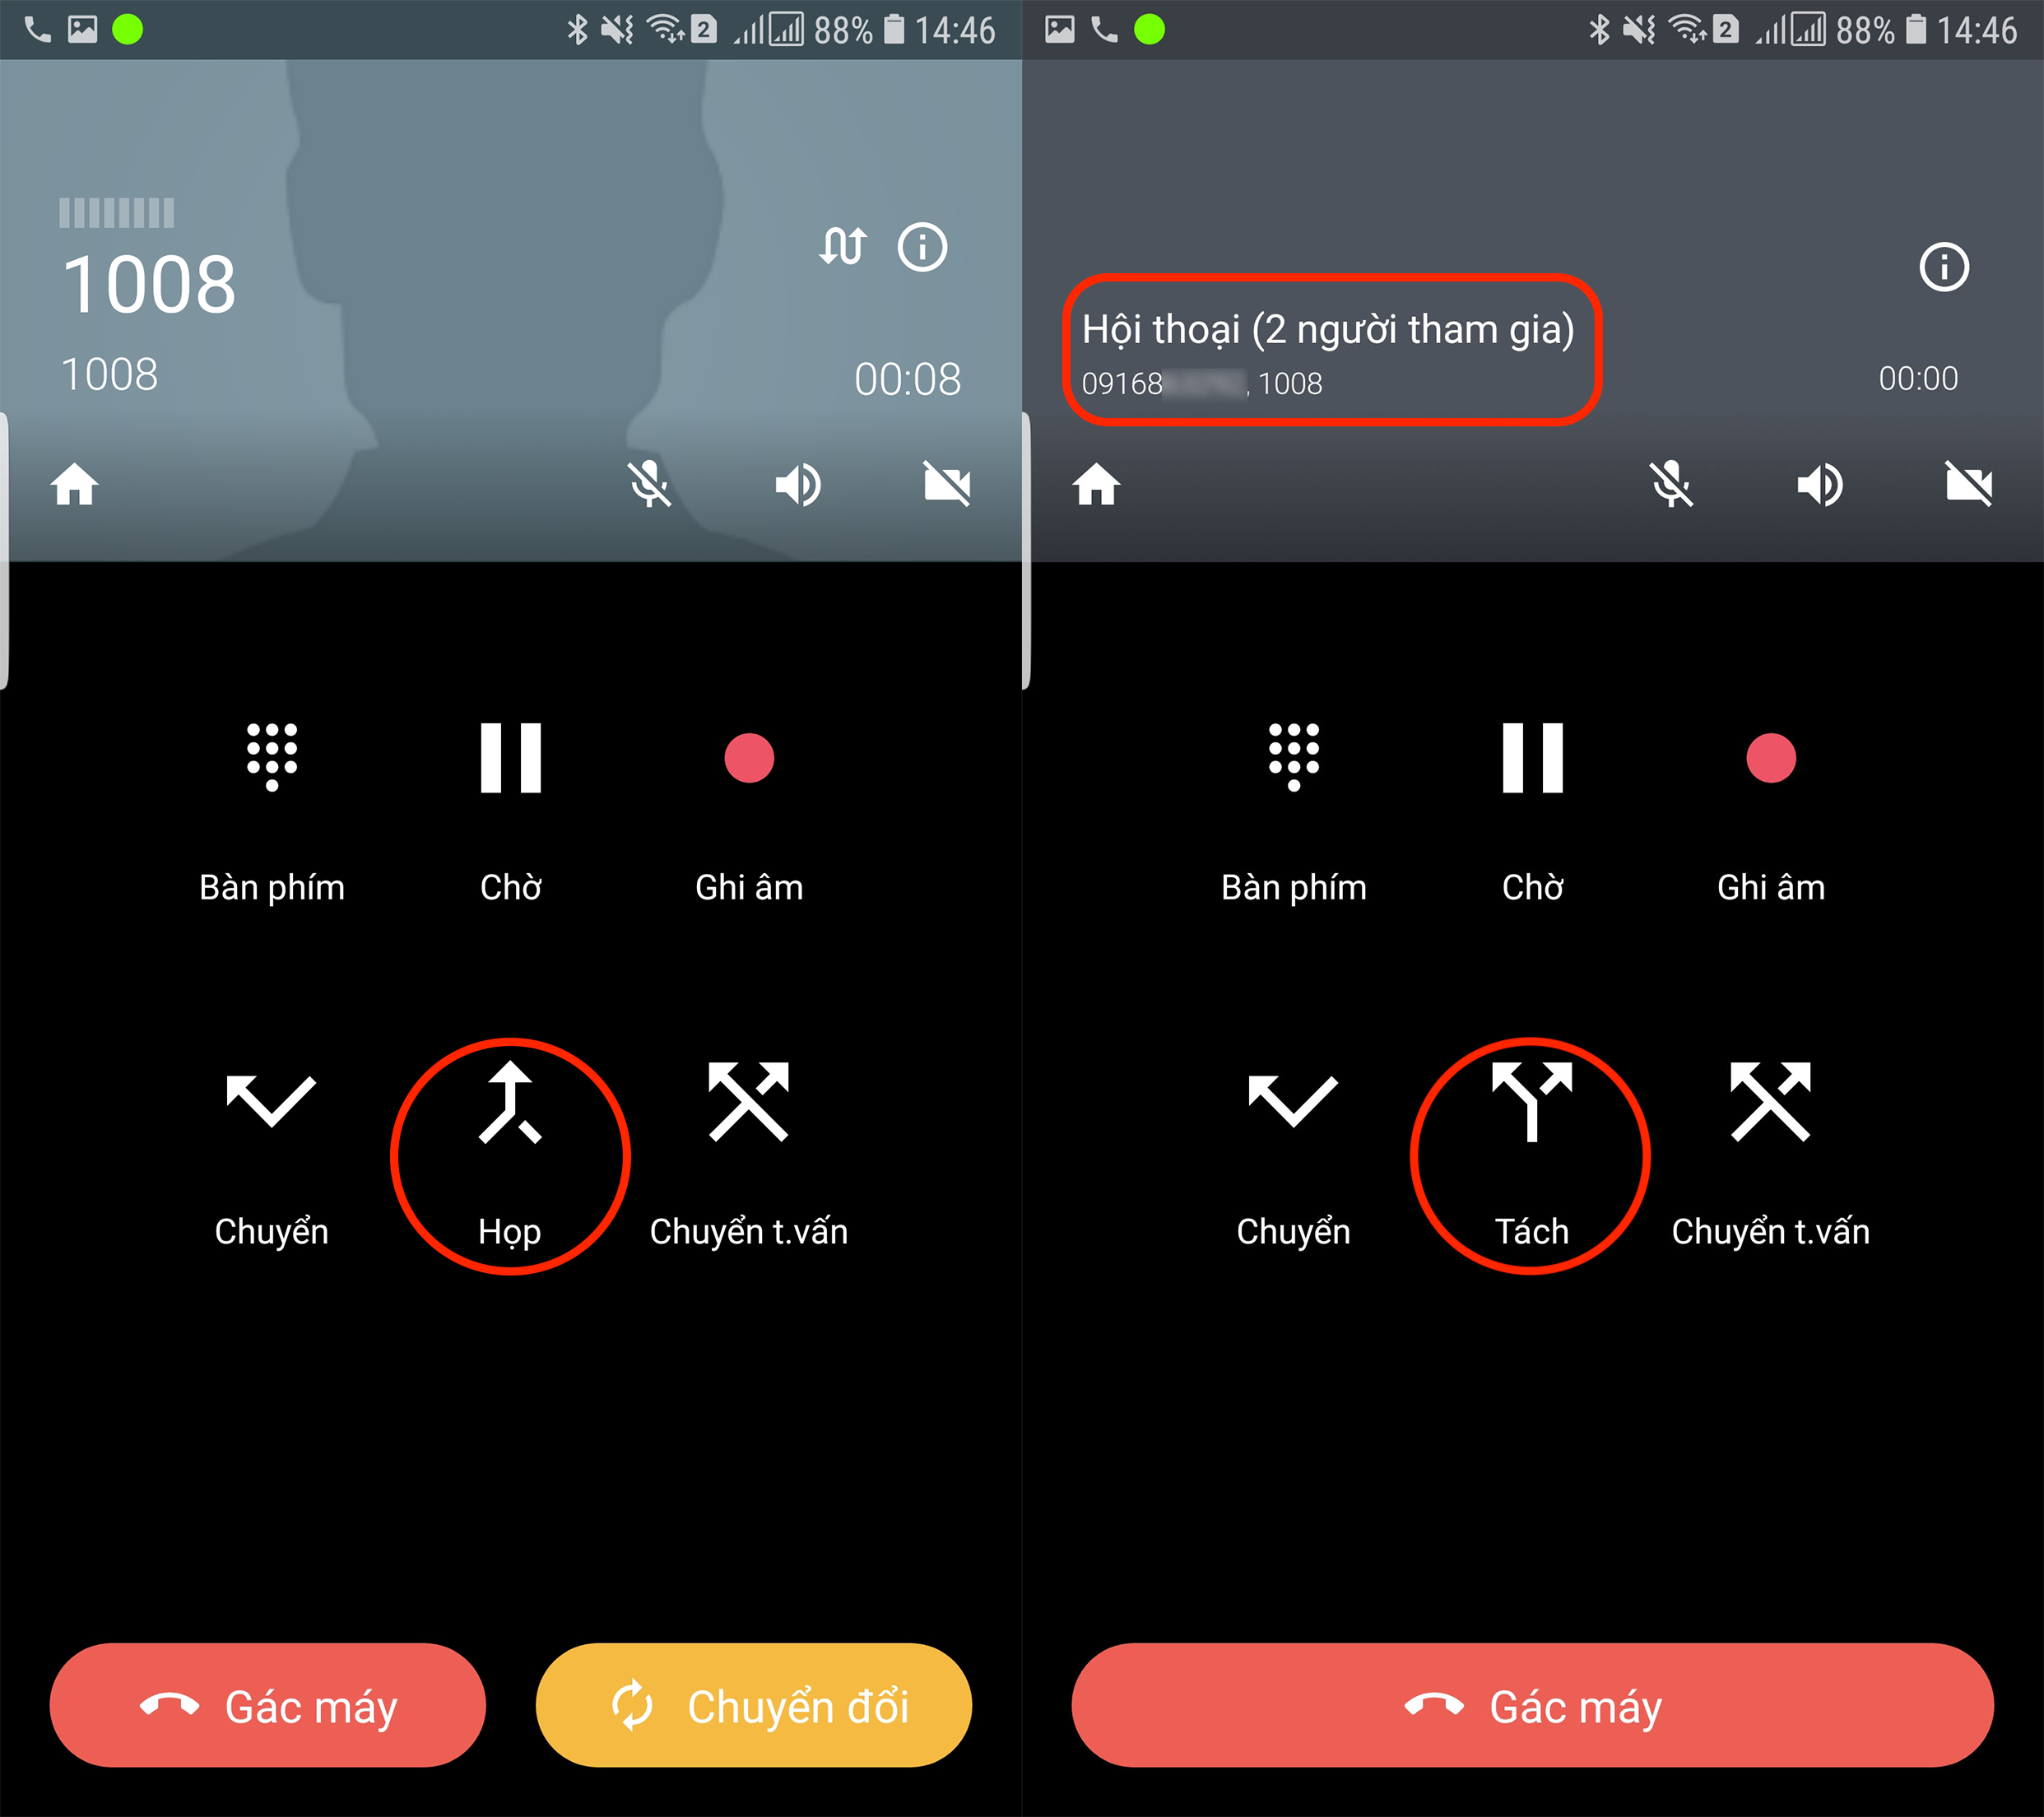 2 88% 14:46
1008
1008
00:08
Bàn phím Chờ Ghi âm
Chuyển Họp Chuyển t.vấn
Gác máy Chuyển đổi
2 88% 14:46
Hội thoại (2 người tham gia)
09168 , 1008
00:00
Bàn phím Chờ Ghi âm
Chuyển Tách Chuyển t.vấn
Gác máy